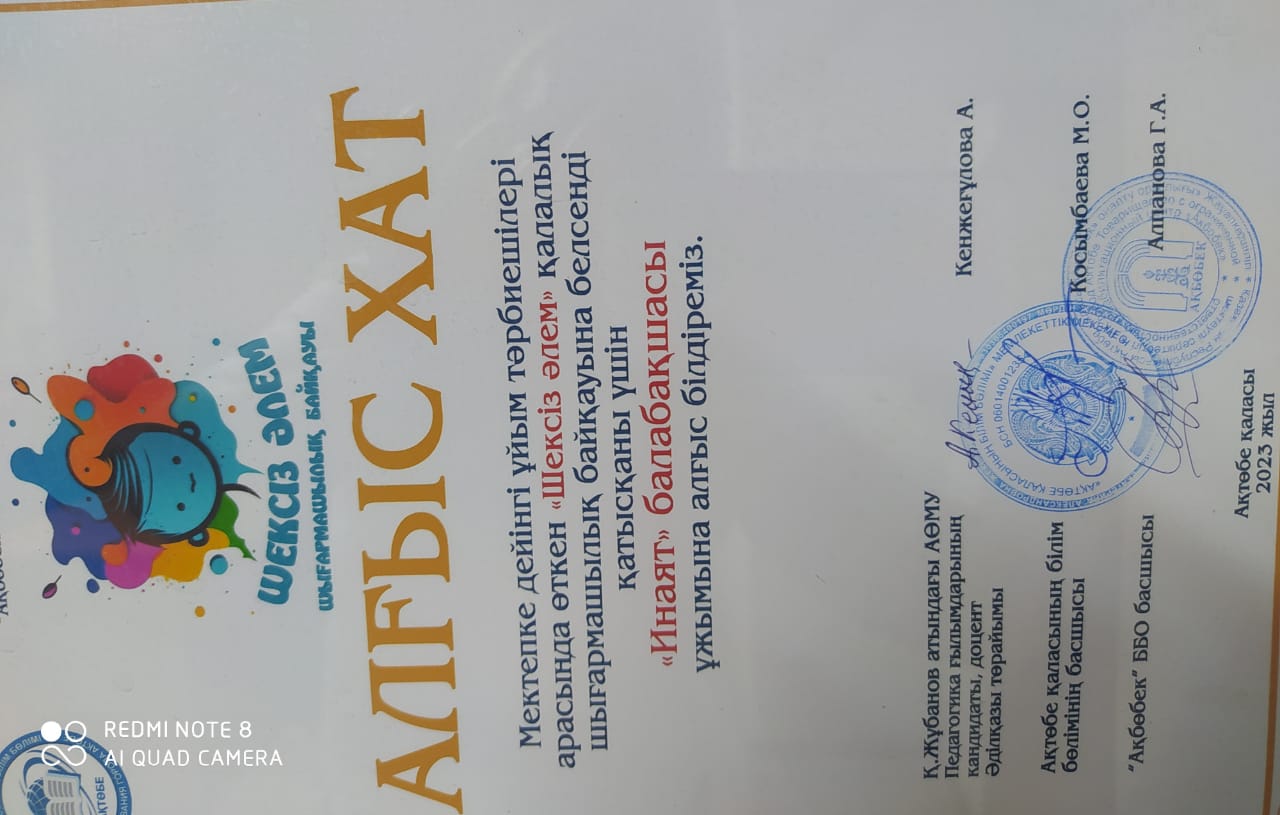 ШЕКСІЗ ӘЛЕМ
ШЫҒАРМАШЫЛЫҚ БАЙҚАУЫ
АЛҒЫС ХАТ
Мектепке дейінгі ұйым тәрбиешілері
арасында өткен «Шексіз әлем» қалалық
шығармашылық байқауына белсенді
қатысқаны үшін
«Инаят» балабақшасы
ұжымына алғыс білдіреміз.
Қ.Жұбанов атындағы АӨМУ
Педагогика ғылымдарының
кандидаты, доцент
Әділқазы төрайымы
Кенжеғұлова А.
Ақтөбе қаласының білім
бөлімінің басшысы
Қосымбаева М.О.
"Ақбөбек" ББО басшысы
Алпанова Г.А.
АҚБӨБЕК
Ақтөбе қаласы
2023 жыл
АҚТӨБЕ
REDMI NOTE 8
AI QUAD CAMERA